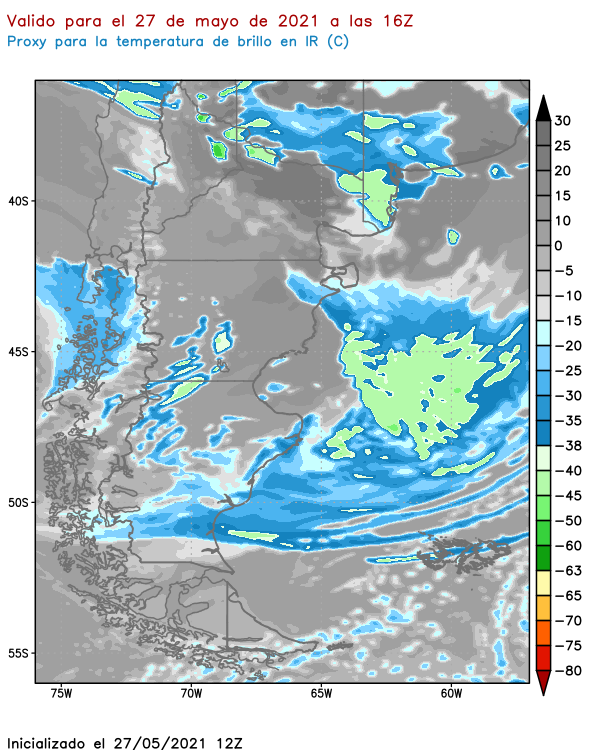 Valido para el 27 de mayo de 2021 a las 16Z
Proxy para la temperatura de brillo en IR (C)
40S
45S
50S
55S
75W
70W
65W
60W
30
25
20
15
10
0
−5
−10
−15
−20
−25
−30
−35
−38
−40
−45
−50
−60
−63
−65
−70
−75
−80
Inicializado el 27/05/2021 12Z